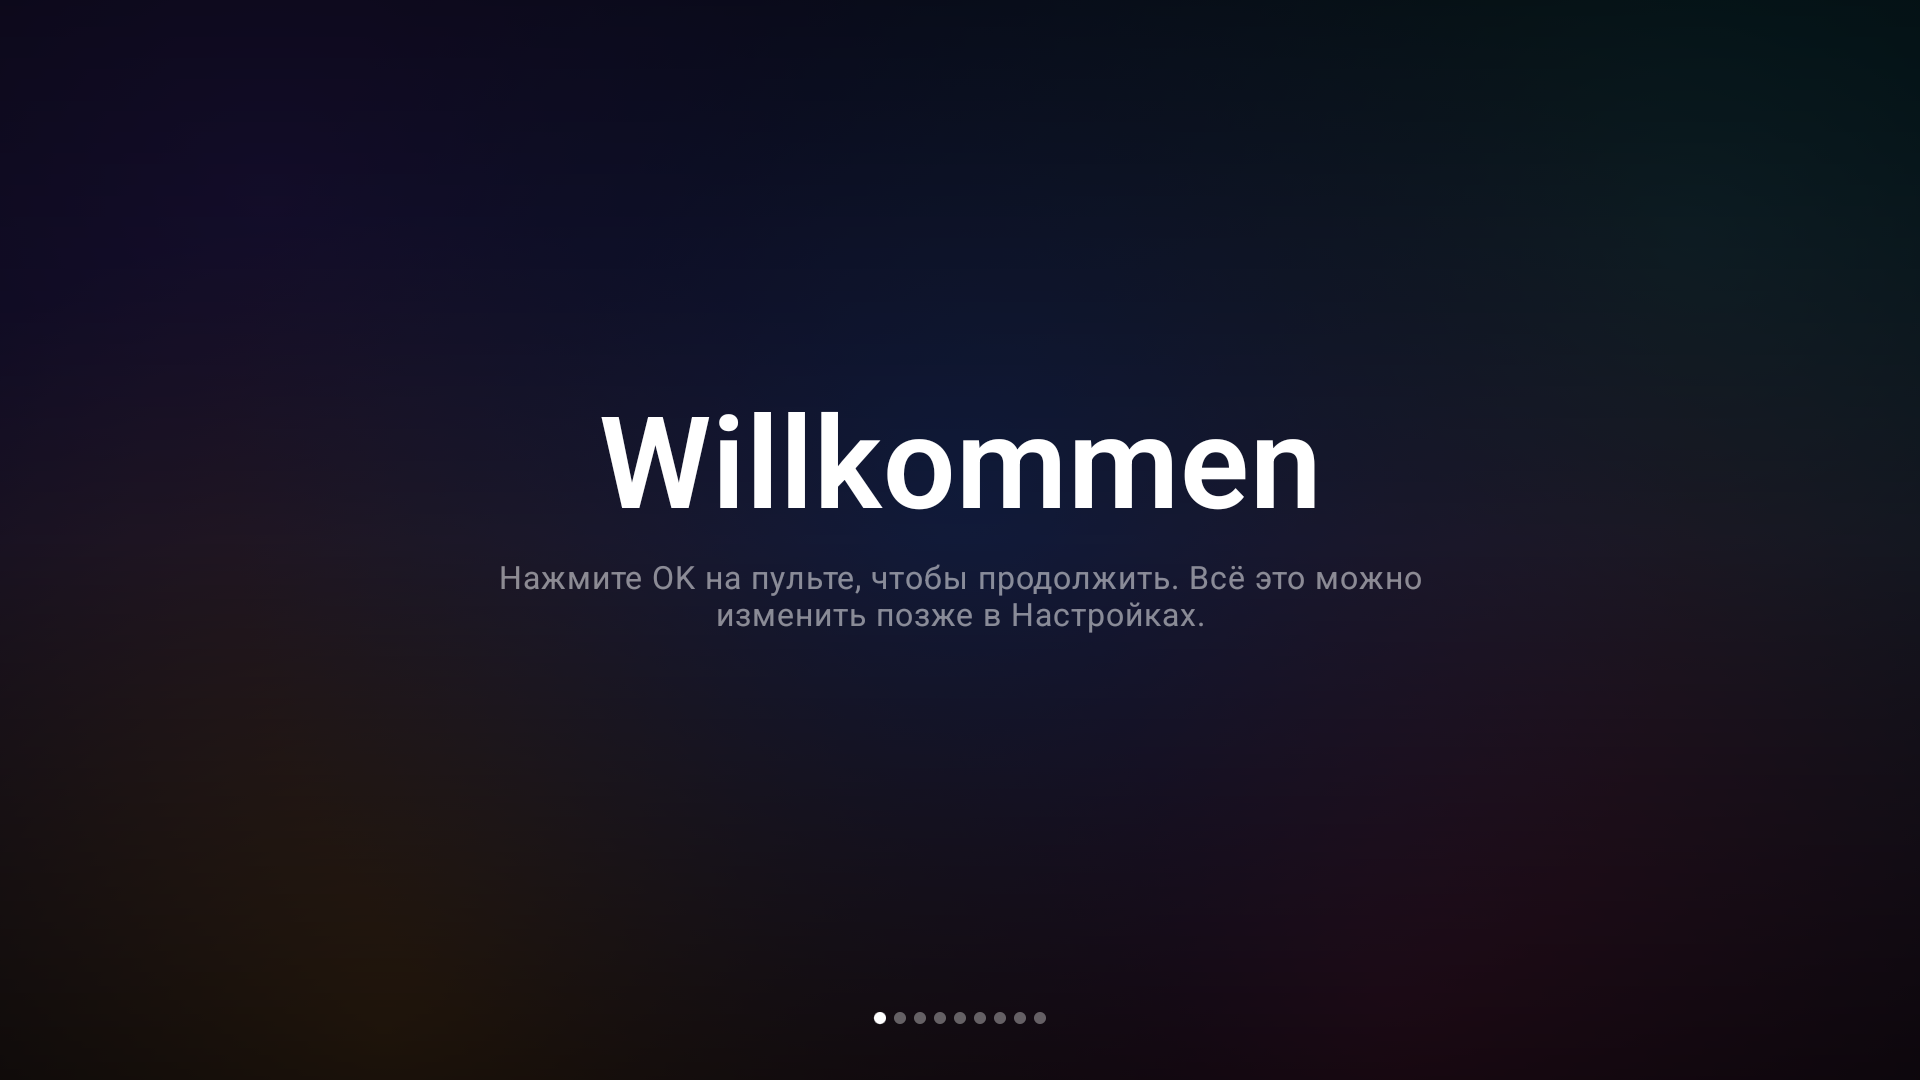 Willkommen
Нажмите OK на пульте, чтобы продолжить. Всё это можно
изменить позже в Настройках.